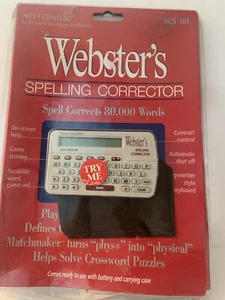 NEXT CENTURY
NCS-101
Webster's
SPELLING CORRECTOR
Spell Corrects 80,000 Words
On-screen
help
Contrast
control
Game
scoring
Automatic
shut off
Scrabble
word
game aid
typewriter
style
keyboard
Webster's
SPELLING
CORRECTOR
TRY
ME
Play
Defines
Matchmaker turns "phys" into "physical"
Helps Solve Crossword Puzzles
Comes ready to use with battery and carrying case